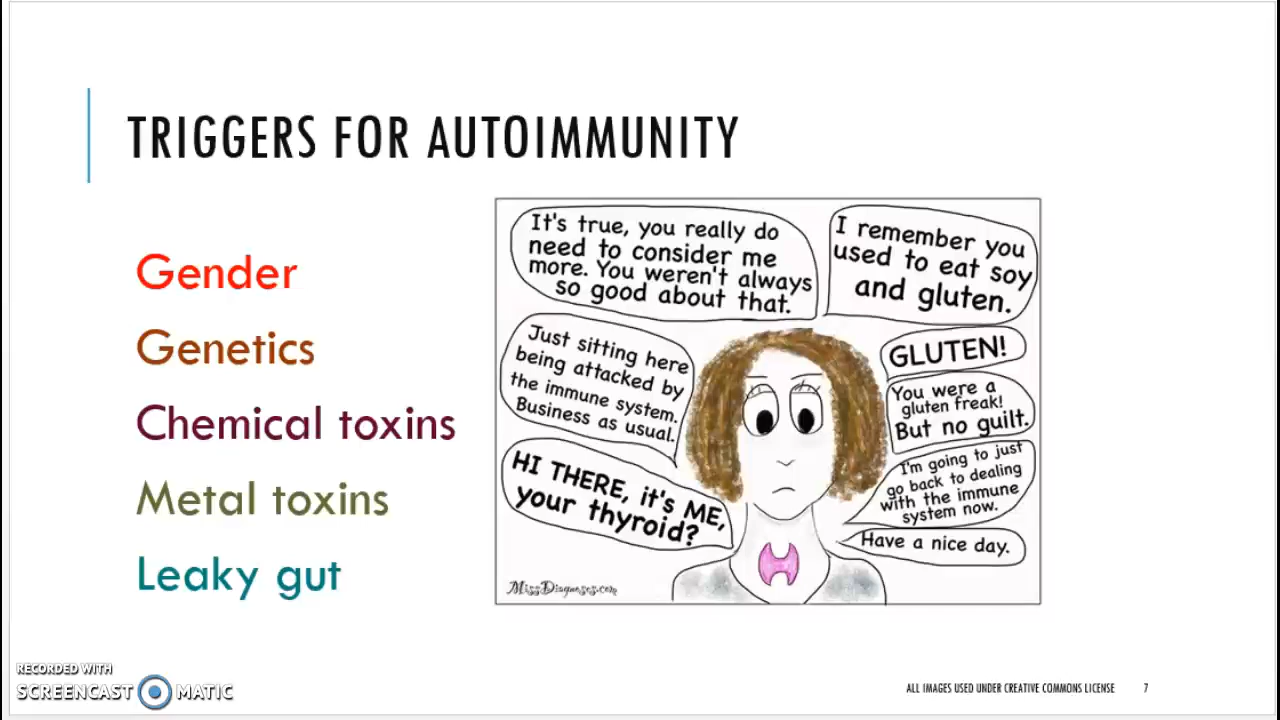 TRIGGERS FOR AUTOIMMUNITY
Gender
Genetics
Chemical toxins
Metal toxins
Leaky gut
It's true, you really do
need to consider me
more. You weren't always
so good about that.
I remember you
used to eat soy
and gluten.
Just sitting here
being attacked by
the immune system.
Business as usual.
GLUTEN!
You were a
gluten freak!
But no guilt.
HI THERE, it's ME,
your thyroid?
I'm going to just
go back to dealing
with the immune
system now.
Have a nice day.
MissDiagnoses.com
RECORDED WITH
SCREENCAST MATIC
ALL IMAGES USED UNDER CREATIVE COMMONS LICENSE 7